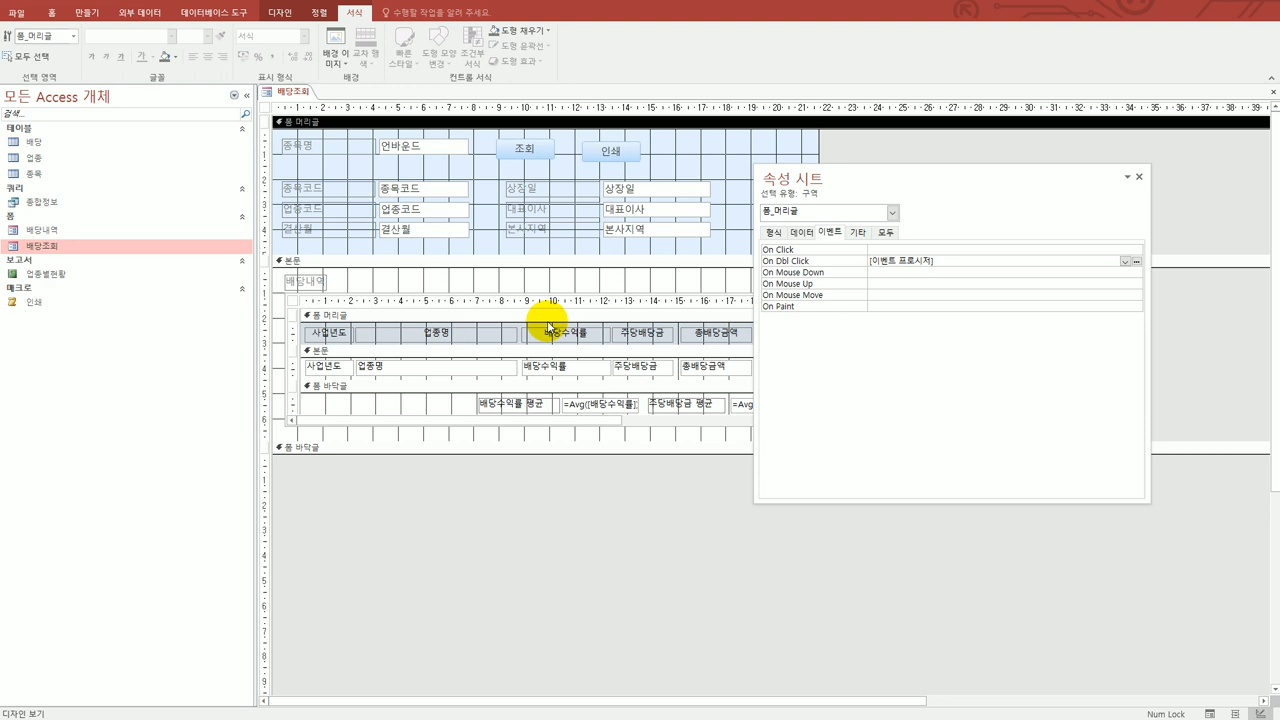 파일 홈 만들기 외부 데이터 데이터베이스 도구 디자인 정렬 서식 수행할 작업을 알려 주세요.
폼_머리글 서식 배경 이미지 교차 행 색 빠른 스타일 도형 모양 변경 조건부 서식 도형 채우기
모두 선택 가 가 가 가 % 도형 윤곽선
도형 효과
선택 영역 글꼴 표시 형식 배경 컨트롤 서식
모든 Access 개체
검색...
테이블
배당
업종
종목
쿼리
종합정보
폼
배당내역
배당조회
보고서
업종별현황
매크로
인쇄
배당조회
폼 머리글
종목명 언바운드 조회 인쇄
종목코드 종목코드 상장일 상장일
업종코드 업종코드 대표이사 대표이사
결산월 결산월 본사지역 본사지역
본문
배당내역
폼 머리글
사업년도 업종명 배당수익률 주당배당금 총배당금액
본문
사업년도 업종명 배당수익률 주당배당금 총배당금액
폼 바닥글
배당수익률 평균 =Avg([배당수익률]) 주당배당금 평균 =Avg([배
폼 바닥글
속성 시트
선택 유형: 구역
폼_머리글
형식 데이터 이벤트 기타 모두
On Click
On Dbl Click [이벤트 프로시저]
On Mouse Down
On Mouse Up
On Mouse Move
On Paint
디자인 보기 Num Lock